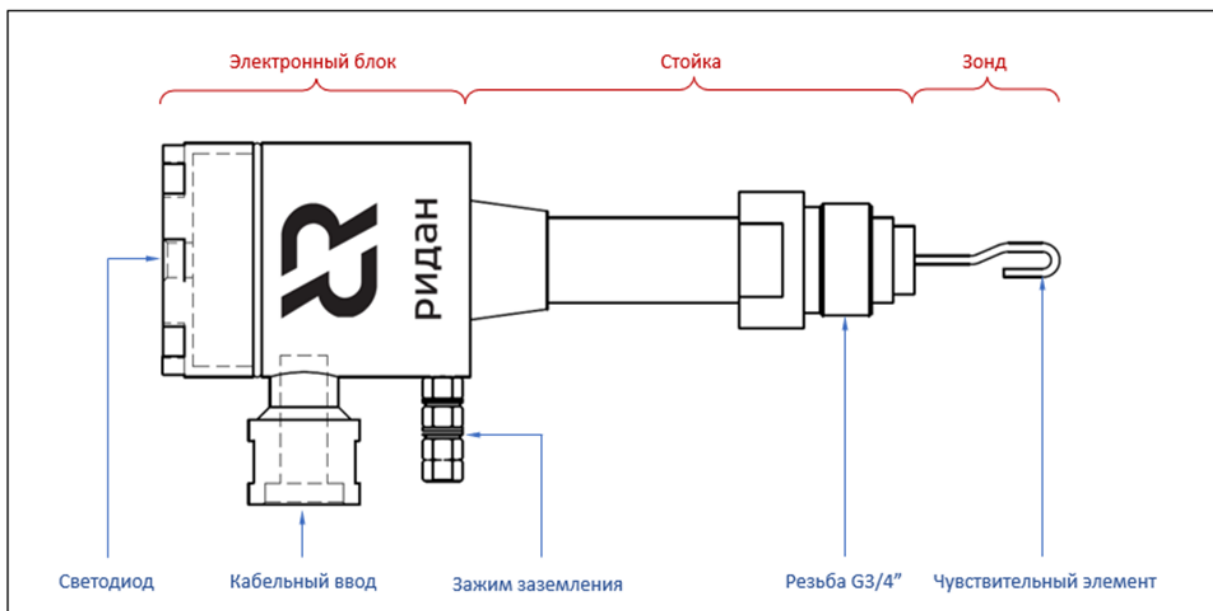 Электронный блок
Стойка
Зонд
РИДАН
Светодиод
Кабельный ввод
Зажим заземления
Резьба G3/4”
Чувствительный элемент